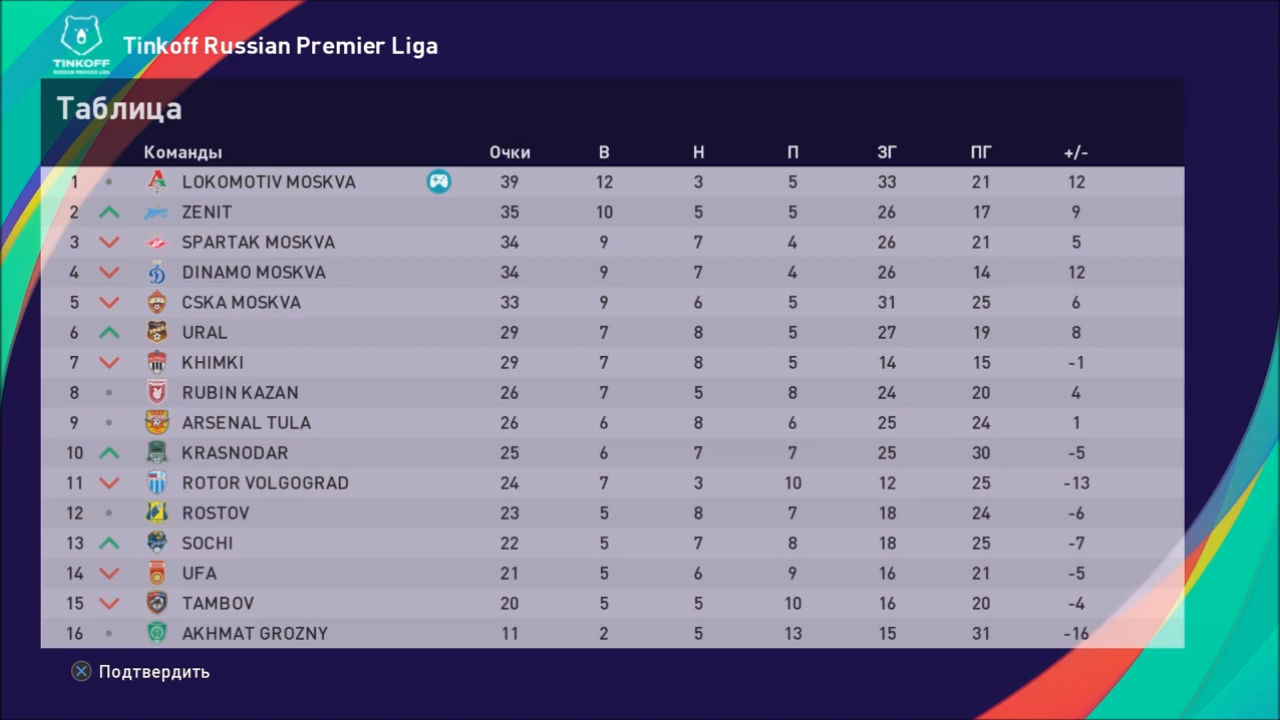 TINKOFF
RUSSIAN PREMIER LIGA
Tinkoff Russian Premier Liga
Таблица
Команды Очки В Н П ЗГ ПГ +/-
1 LOKOMOTIV MOSKVA 39 12 3 5 33 21 12
2 ZENIT 35 10 5 5 26 17 9
3 SPARTAK MOSKVA 34 9 7 4 26 21 5
4 DINAMO MOSKVA 34 9 7 4 26 14 12
5 CSKA MOSKVA 33 9 6 5 31 25 6
6 URAL 29 7 8 5 27 19 8
7 KHIMKI 29 7 8 5 14 15 -1
8 RUBIN KAZAN 26 7 5 8 24 20 4
9 ARSENAL TULA 26 6 8 6 25 24 1
10 KRASNODAR 25 6 7 7 25 30 -5
11 ROTOR VOLGOGRAD 24 7 3 10 12 25 -13
12 ROSTOV 23 5 8 7 18 24 -6
13 SOCHI 22 5 7 8 18 25 -7
14 UFA 21 5 6 9 16 21 -5
15 TAMBOV 20 5 5 10 16 20 -4
16 AKHMAT GROZNY 11 2 5 13 15 31 -16
Подтвердить